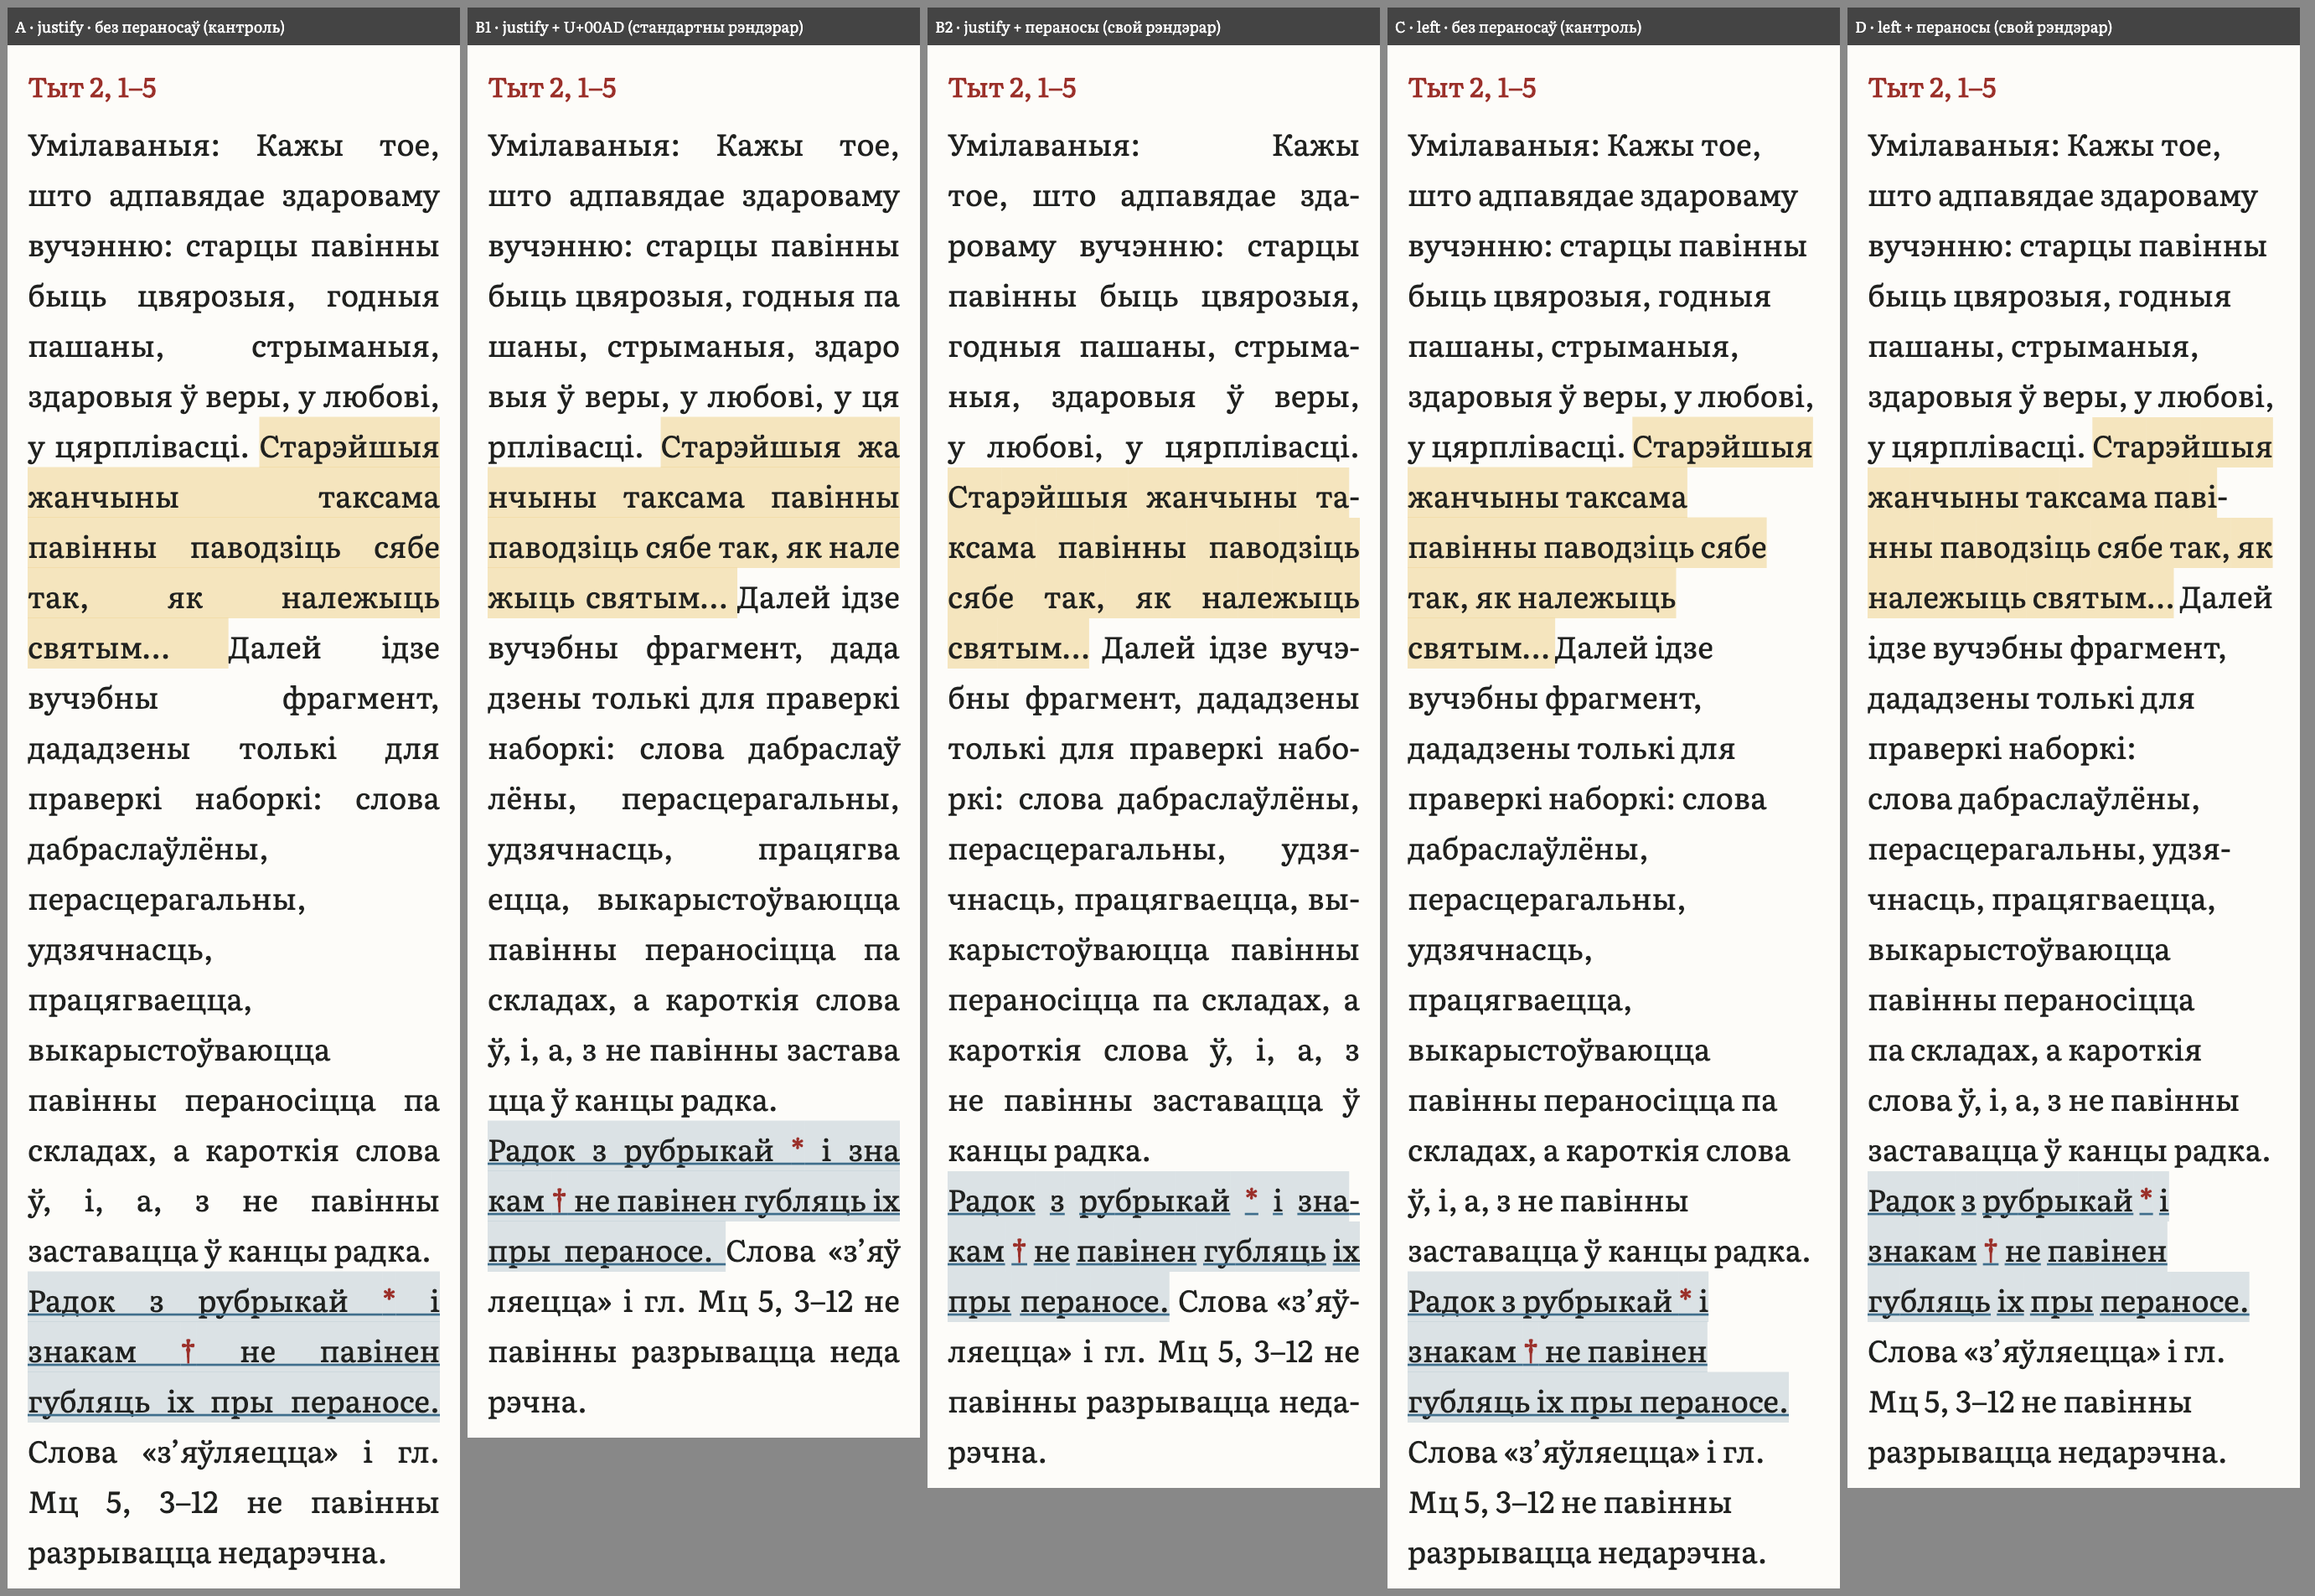 A · justify · без пераносаў (кантроль)
Тыт 2, 1–5
Умілаваныя: Кажы тое,
што адпавядае здароваму
вучэнню: старцы павінны
быць цвярозыя, годныя
пашаны, стрыманыя,
здаровыя ў веры, у любові,
у цярплівасці. Старэйшыя
жанчыны таксама
павінны паводзіць сябе
так, як належыць
святым… Далей ідзе
вучэбны фрагмент,
дададзены толькі для
праверкі наборкі: слова
дабраслаўлёны,
перасцерагальны,
удзячнасць,
працягваецца,
выкарыстоўваюцца
павінны пераносіцца па
складах, а кароткія слова
ў, і, а, з не павінны
заставацца ў канцы радка.
Радок з рубрыкай * і
знакам † не павінен
губляць іх пры пераносе.
Слова «з’яўляецца» і гл.
Мц 5, 3–12 не павінны
разрывацца недарэчна.
B1 · justify + U+00AD (стандартны рэндэрар)
Тыт 2, 1–5
Умілаваныя: Кажы тое,
што адпавядае здароваму
вучэнню: старцы павінны
быць цвярозыя, годныя па
шаны, стрыманыя, здаро
выя ў веры, у любові, у ця
рплівасці. Старэйшыя жа
нчыны таксама павінны
паводзіць сябе так, як нале
жыць святым… Далей ідзе
вучэбны фрагмент, дада
дзены толькі для праверкі
наборкі: слова дабраслаў
лёны, перасцерагальны,
удзячнасць, працягва
ецца, выкарыстоўваюцца
павінны пераносіцца па
складах, а кароткія слова
ў, і, а, з не павінны застава
цца ў канцы радка.
Радок з рубрыкай * і зна
кам † не павінен губляць іх
пры пераносе. Слова «з’яў
ляецца» і гл. Мц 5, 3–12 не
павінны разрывацца неда
рэчна.
B2 · justify + пераносы (свой рэндэрар)
Тыт 2, 1–5
Умілаваныя: Кажы
тое, што адпавядае зда-
роваму вучэнню: старцы
павінны быць цвярозыя,
годныя пашаны, стрыма-
ныя, здаровыя ў веры,
у любові, у цярплівасці.
Старэйшыя жанчыны та-
ксама павінны паводзіць
сябе так, як належыць
святым… Далей ідзе вучэ-
бны фрагмент, дададзены
толькі для праверкі набо-
ркі: слова дабраслаўлёны,
перасцерагальны, удзя-
чнасць, працягваецца, вы-
карыстоўваюцца павінны
пераносіцца па складах, а
кароткія слова ў, і, а, з
не павінны заставацца ў
канцы радка.
Радок з рубрыкай * і зна-
кам † не павінен губляць іх
пры пераносе. Слова «з’яў-
ляецца» і гл. Мц 5, 3–12 не
павінны разрывацца неда-
рэчна.
C · left · без пераносаў (кантроль)
Тыт 2, 1–5
Умілаваныя: Кажы тое,
што адпавядае здароваму
вучэнню: старцы павінны
быць цвярозыя, годныя
пашаны, стрыманыя,
здаровыя ў веры, у любові,
у цярплівасці. Старэйшыя
жанчыны таксама
павінны паводзіць сябе
так, як належыць
святым… Далей ідзе
вучэбны фрагмент,
дададзены толькі для
праверкі наборкі: слова
дабраслаўлёны,
перасцерагальны,
удзячнасць,
працягваецца,
выкарыстоўваюцца
павінны пераносіцца па
складах, а кароткія слова
ў, і, а, з не павінны
заставацца ў канцы радка.
Радок з рубрыкай * і
знакам † не павінен
губляць іх пры пераносе.
Слова «з’яўляецца» і гл.
Мц 5, 3–12 не павінны
разрывацца недарэчна.
D · left + пераносы (свой рэндэрар)
Тыт 2, 1–5
Умілаваныя: Кажы тое,
што адпавядае здароваму
вучэнню: старцы павінны
быць цвярозыя, годныя
пашаны, стрыманыя,
здаровыя ў веры, у любові,
у цярплівасці. Старэйшыя
жанчыны таксама паві-
нны паводзіць сябе так, як
належыць святым… Далей
ідзе вучэбны фрагмент,
дададзены толькі для
праверкі наборкі:
слова дабраслаўлёны,
перасцерагальны, удзя-
чнасць, працягваецца,
выкарыстоўваюцца
павінны пераносіцца
па складах, а кароткія
слова ў, і, а, з не павінны
заставацца ў канцы радка.
Радок з рубрыкай * і
знакам † не павінен
губляць іх пры пераносе.
Слова «з’яўляецца» і гл.
Мц 5, 3–12 не павінны
разрывацца недарэчна.